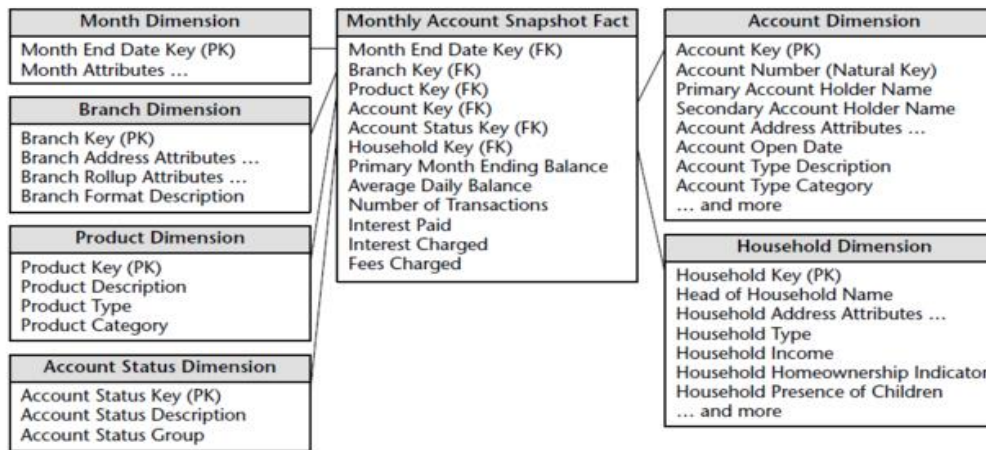 Month Dimension
Month End Date Key (PK)
Month Attributes ...
Branch Dimension
Branch Key (PK)
Branch Address Attributes ...
Branch Rollup Attributes ...
Branch Format Description
Product Dimension
Product Key (PK)
Product Description
Product Type
Product Category
Account Status Dimension
Account Status Key (PK)
Account Status Description
Account Status Group
Monthly Account Snapshot Fact
Month End Date Key (FK)
Branch Key (FK)
Product Key (FK)
Account Key (FK)
Account Status Key (FK)
Household Key (FK)
Primary Month Ending Balance
Average Daily Balance
Number of Transactions
Interest Paid
Interest Charged
Fees Charged
Account Dimension
Account Key (PK)
Account Number (Natural Key)
Primary Account Holder Name
Secondary Account Holder Name
Account Address Attributes ...
Account Open Date
Account Type Description
Account Type Category
... and more
Household Dimension
Household Key (PK)
Head of Household Name
Household Address Attributes ...
Household Type
Household Income
Household Homeownership Indicator
Household Presence of Children
... and more